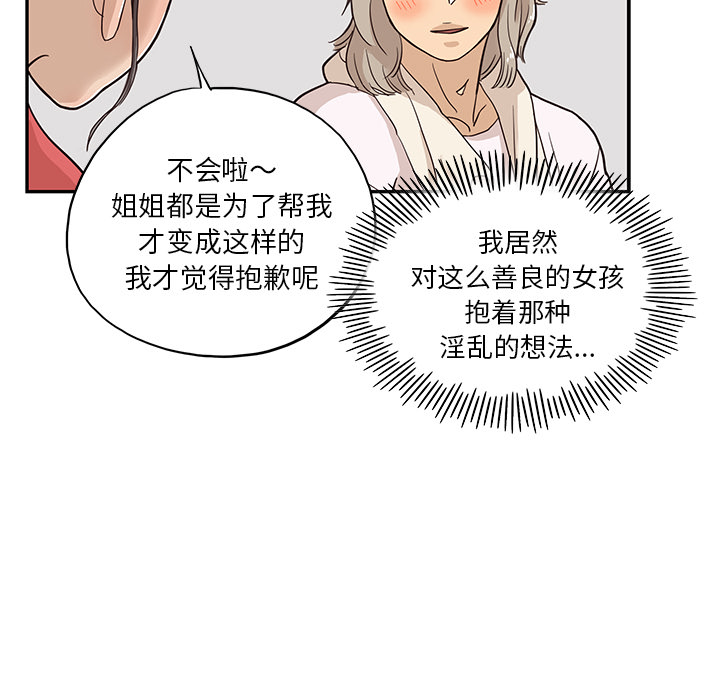 不会啦～
姐姐都是为了帮我
才变成这样的
我才觉得抱歉呢
我居然
对这么善良的女孩
抱着那种
淫乱的想法...